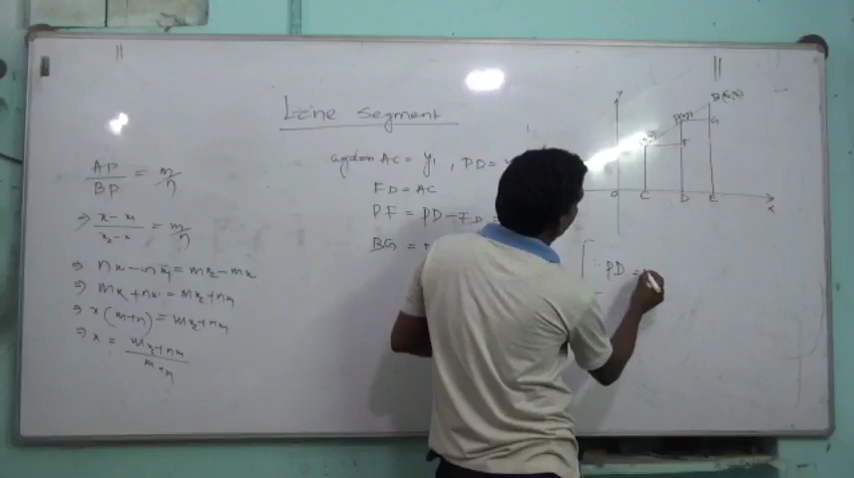 Line Segment
AP/BP = m/n
⇒ x-x₁/x₂-x = m/n
⇒ nx-nx₁ = mx₂-mx
⇒ mx+nx = mx₂+nx₁
⇒ x(m+n) = mx₂+nx₁
⇒ x = mx₂+nx₁/m+n
again AC = y₁, PD =
FD = AC
PF = PD-FD =
BG =
Y
P
G
F
O C D E
X
∵ PD =